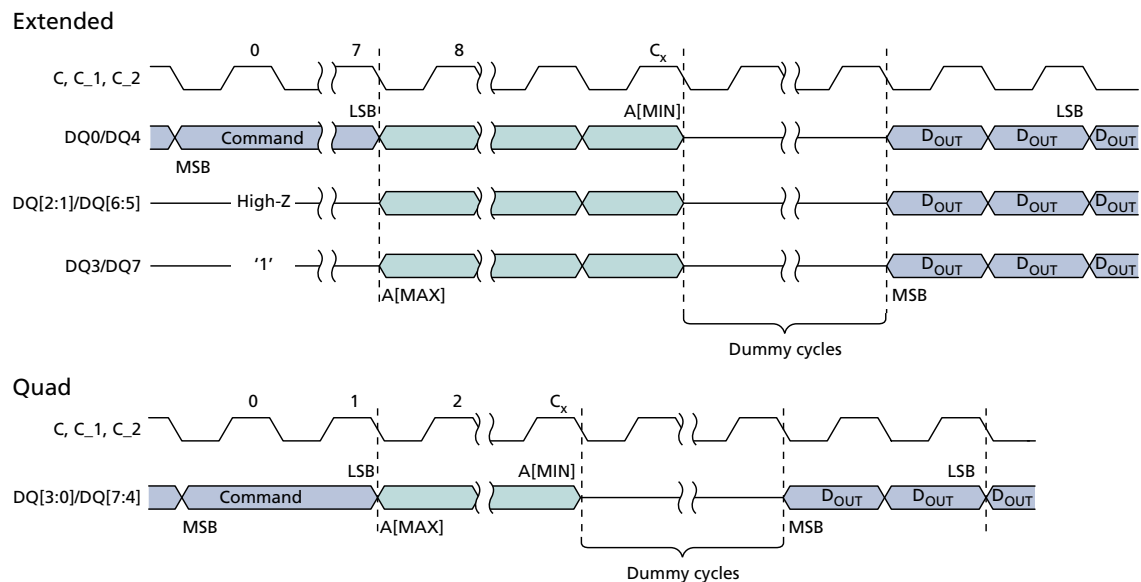 Extended
0 7 8 Cx
C, C_1, C_2
LSB A[MIN] LSB
DQ0/DQ4 Command DOUT DOUT DOUT
MSB
DQ[2:1]/DQ[6:5] High-Z DOUT DOUT DOUT
DQ3/DQ7 '1' DOUT DOUT DOUT
A[MAX] MSB
Dummy cycles
Quad
0 1 2 Cx
C, C_1, C_2
LSB A[MIN] LSB
DQ[3:0]/DQ[7:4] Command DOUT DOUT DOUT
MSB A[MAX] MSB
Dummy cycles